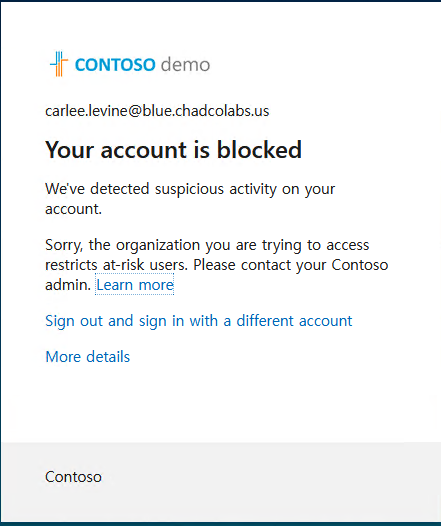 CONTOSO demo
carlee.levine@blue.chadcolabs.us
Your account is blocked
We've detected suspicious activity on your
account.
Sorry, the organization you are trying to access
restricts at-risk users. Please contact your Contoso
admin. Learn more
Sign out and sign in with a different account
More details
Contoso